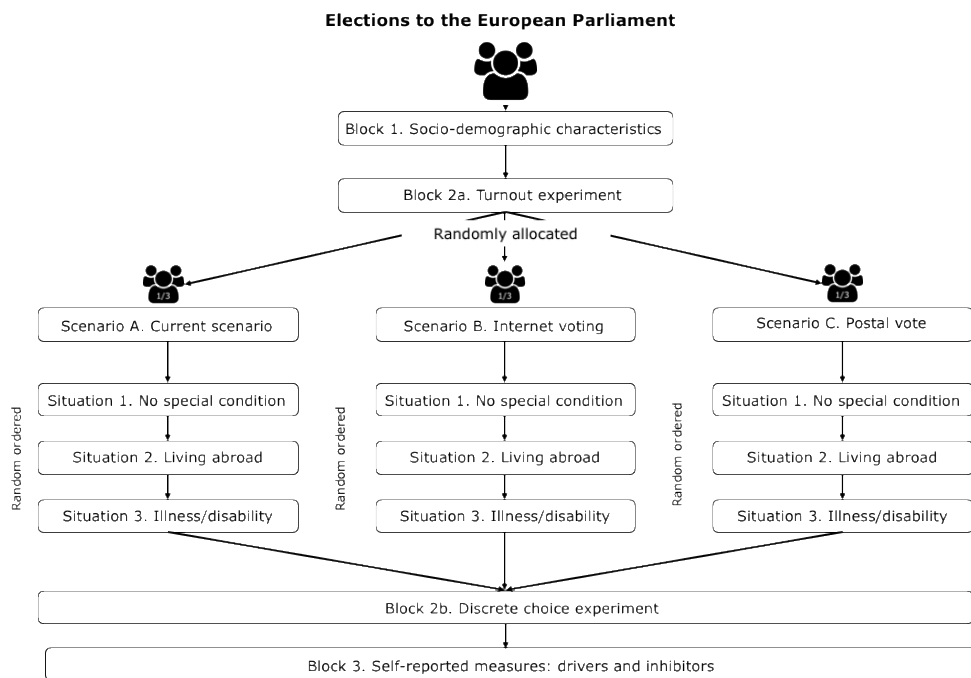 Elections to the European Parliament
Block 1. Socio-demographic characteristics
Block 2a. Turnout experiment
Randomly allocated
1/3
1/3
1/3
Scenario A. Current scenario
Scenario B. Internet voting
Scenario C. Postal vote
Random ordered
Situation 1. No special condition
Situation 2. Living abroad
Situation 3. Illness/disability
Random ordered
Situation 1. No special condition
Situation 2. Living abroad
Situation 3. Illness/disability
Random ordered
Situation 1. No special condition
Situation 2. Living abroad
Situation 3. Illness/disability
Block 2b. Discrete choice experiment
Block 3. Self-reported measures: drivers and inhibitors